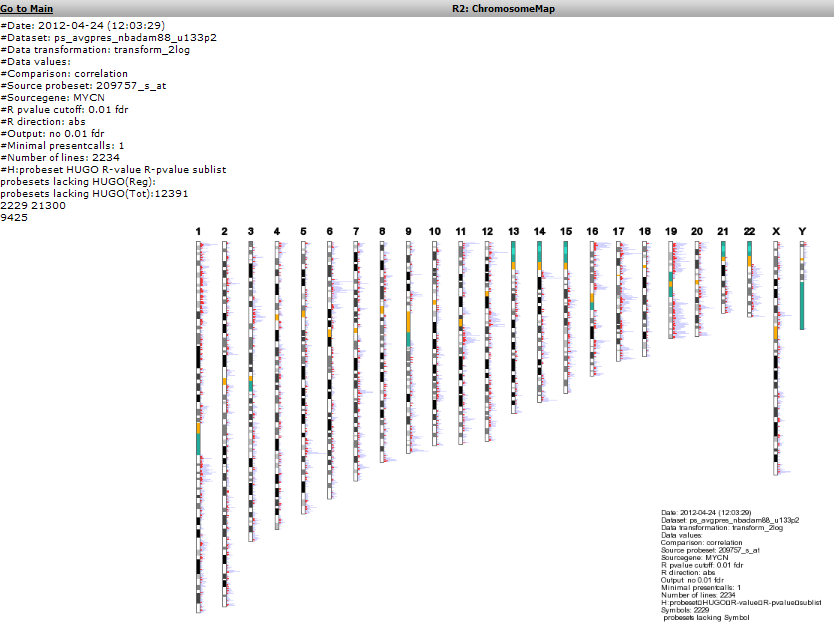 Go to Main
R2: ChromosomeMap
#Date: 2012-04-24 (12:03:29)
#Dataset: ps_avgpres_nbadam88_u133p2
#Data transformation: transform_2log
#Data values:
#Comparison: correlation
#Source probeset: 209757_s_at
#Sourcegene: MYCN
#R pvalue cutoff: 0.01 fdr
#R direction: abs
#Output: no 0.01 fdr
#Minimal presentcalls: 1
#Number of lines: 2234
#H:probeset HUGO R-value R-pvalue sublist
probesets lacking HUGO(Reg):
probesets lacking HUGO(Tot):12391
2229 21300
9425
1 2 3 4 5 6 7 8 9 10 11 12 13 14 15 16 17 18 19 20 21 22 X Y
Date: 2012-04-24 (12:03:29)
Dataset: ps_avgpres_nbadam88_u133p2
Data transformation: transform_2log
Data values:
Comparison: correlation
Source probeset: 209757_s_at
Sourcegene: MYCN
R pvalue cutoff: 0.01 fdr
R direction: abs
Output: no 0.01 fdr
Minimal presentcalls: 1
Number of lines: 2234
H:probeset□HUGO□R-value□R-pvalue□sublist
Symbols: 2229
probesets lacking Symbol